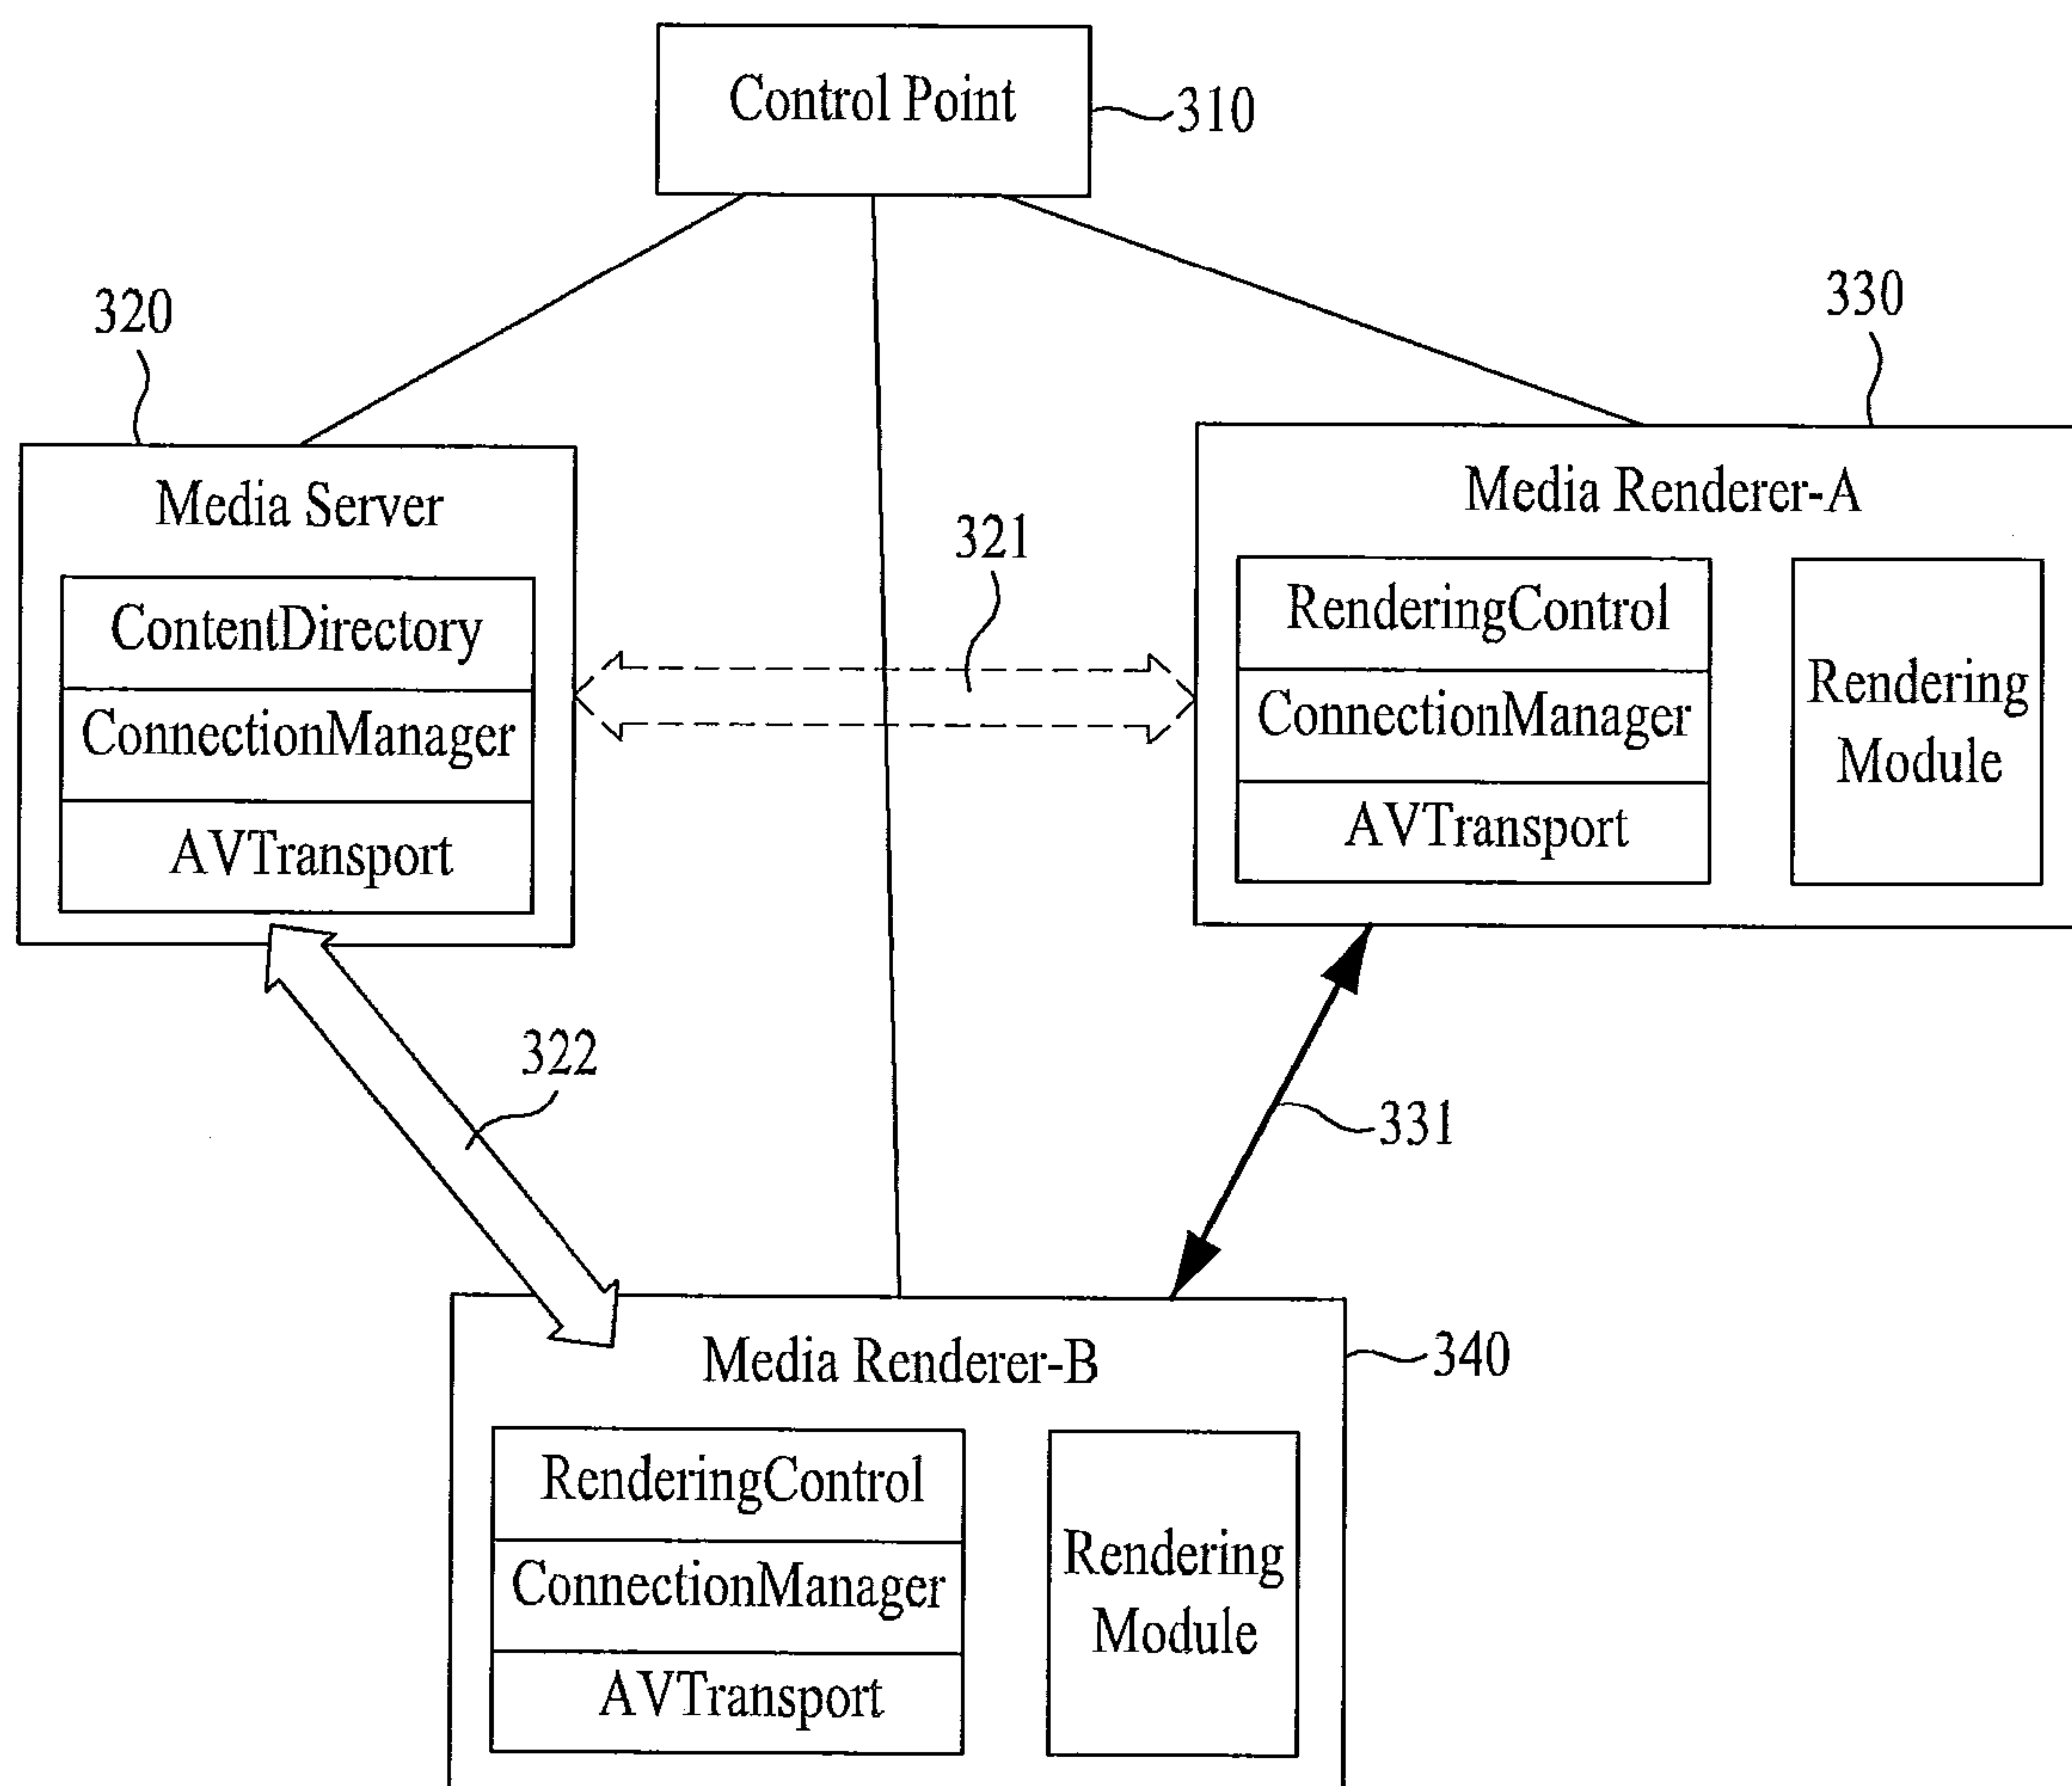 Control Point
310
320
330
Media Server
ContentDirectory
ConnectionManager
AVTransport
321
Media Renderer-A
RenderingControl
ConnectionManager
AVTransport
Rendering
Module
322
331
340
Media Renderer-B
RenderingControl
ConnectionManager
AVTransport
Rendering
Module